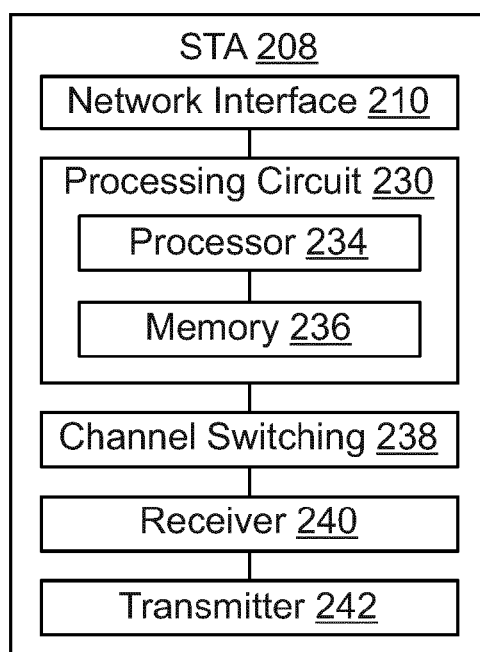 STA 208
Network Interface 210
Processing Circuit 230
Processor 234
Memory 236
Channel Switching 238
Receiver 240
Transmitter 242